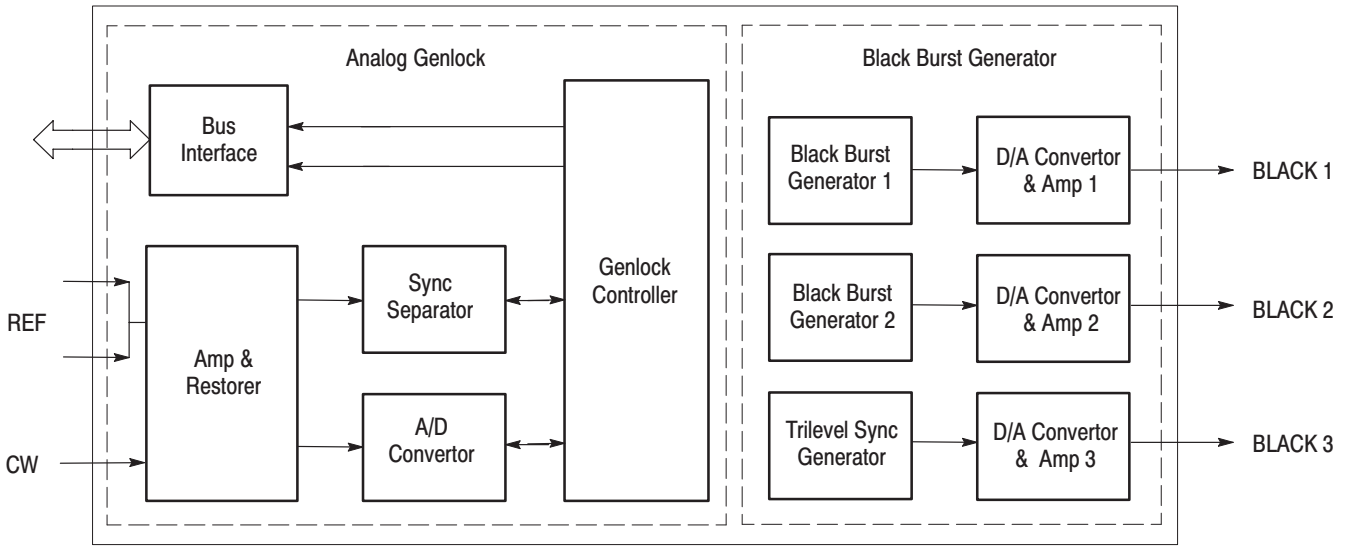 Analog Genlock
Black Burst Generator
Bus
Interface
Genlock
Controller
REF
CW
Amp &
Restorer
Sync
Separator
A/D
Convertor
Black Burst
Generator 1
D/A Convertor
& Amp 1
BLACK 1
Black Burst
Generator 2
D/A Convertor
& Amp 2
BLACK 2
Trilevel Sync
Generator
D/A Convertor
& Amp 3
BLACK 3